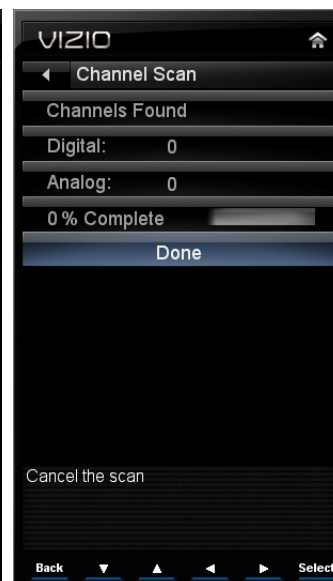 VIZIO
Channel Scan
Channels Found
Digital: 0
Analog: 0
0 % Complete
Done
Cancel the scan
Back Select